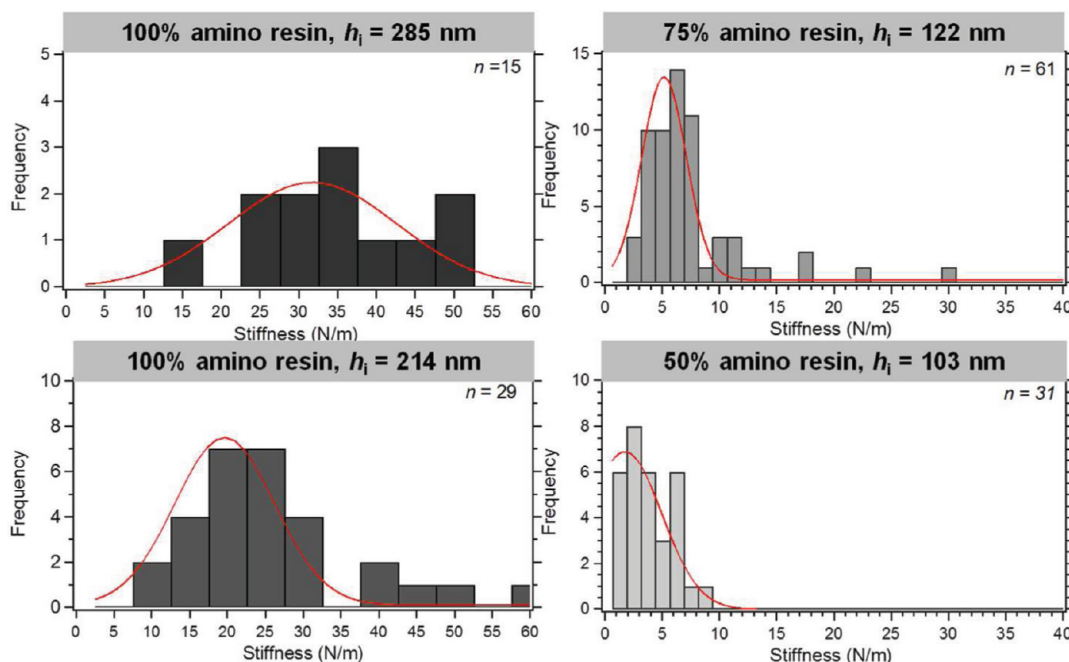 100% amino resin, hi = 285 nm
n =15
5
4
3
2
1
0
Frequency
0 5 10 15 20 25 30 35 40 45 50 55 60
Stiffness (N/m)
75% amino resin, hi = 122 nm
n = 61
15
10
5
0
Frequency
0 5 10 15 20 25 30 35 40
Stiffness (N/m)
100% amino resin, hi = 214 nm
n = 29
10
8
6
4
2
0
Frequency
0 5 10 15 20 25 30 35 40 45 50 55 60
Stiffness (N/m)
50% amino resin, hi = 103 nm
n = 31
10
8
6
4
2
0
Frequency
0 5 10 15 20 25 30 35 40
Stiffness (N/m)